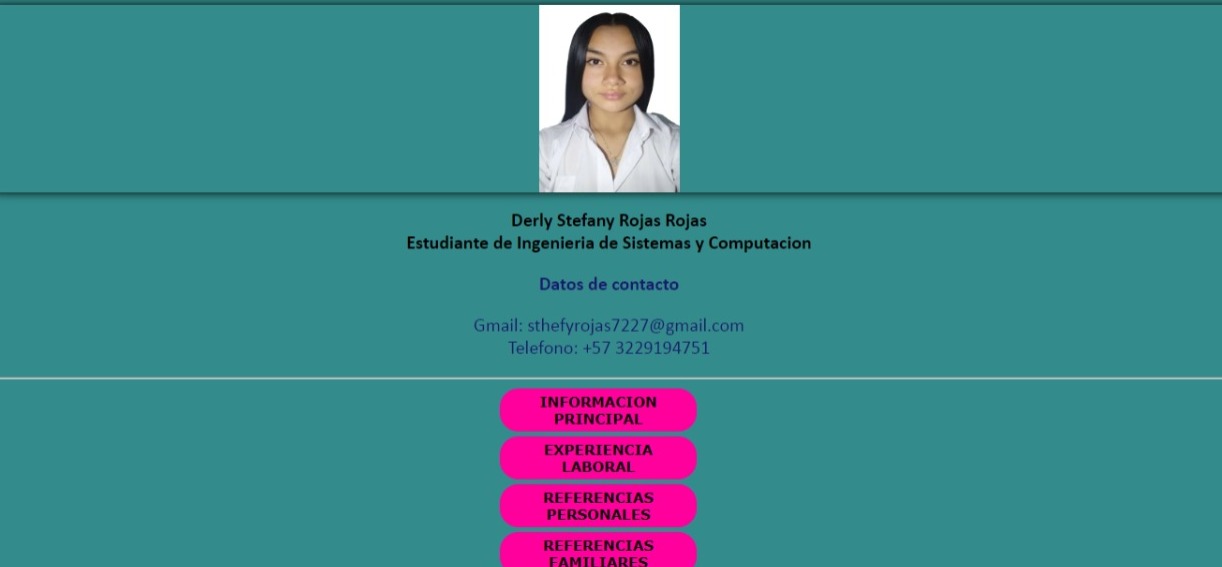 Derly Stefany Rojas Rojas
Estudiante de Ingenieria de Sistemas y Computacion
Datos de contacto
Gmail: sthefyrojas7227@gmail.com
Telefono: +57 3229194751
INFORMACION
PRINCIPAL
EXPERIENCIA
LABORAL
REFERENCIAS
PERSONALES
REFERENCIAS
FAMILIARES